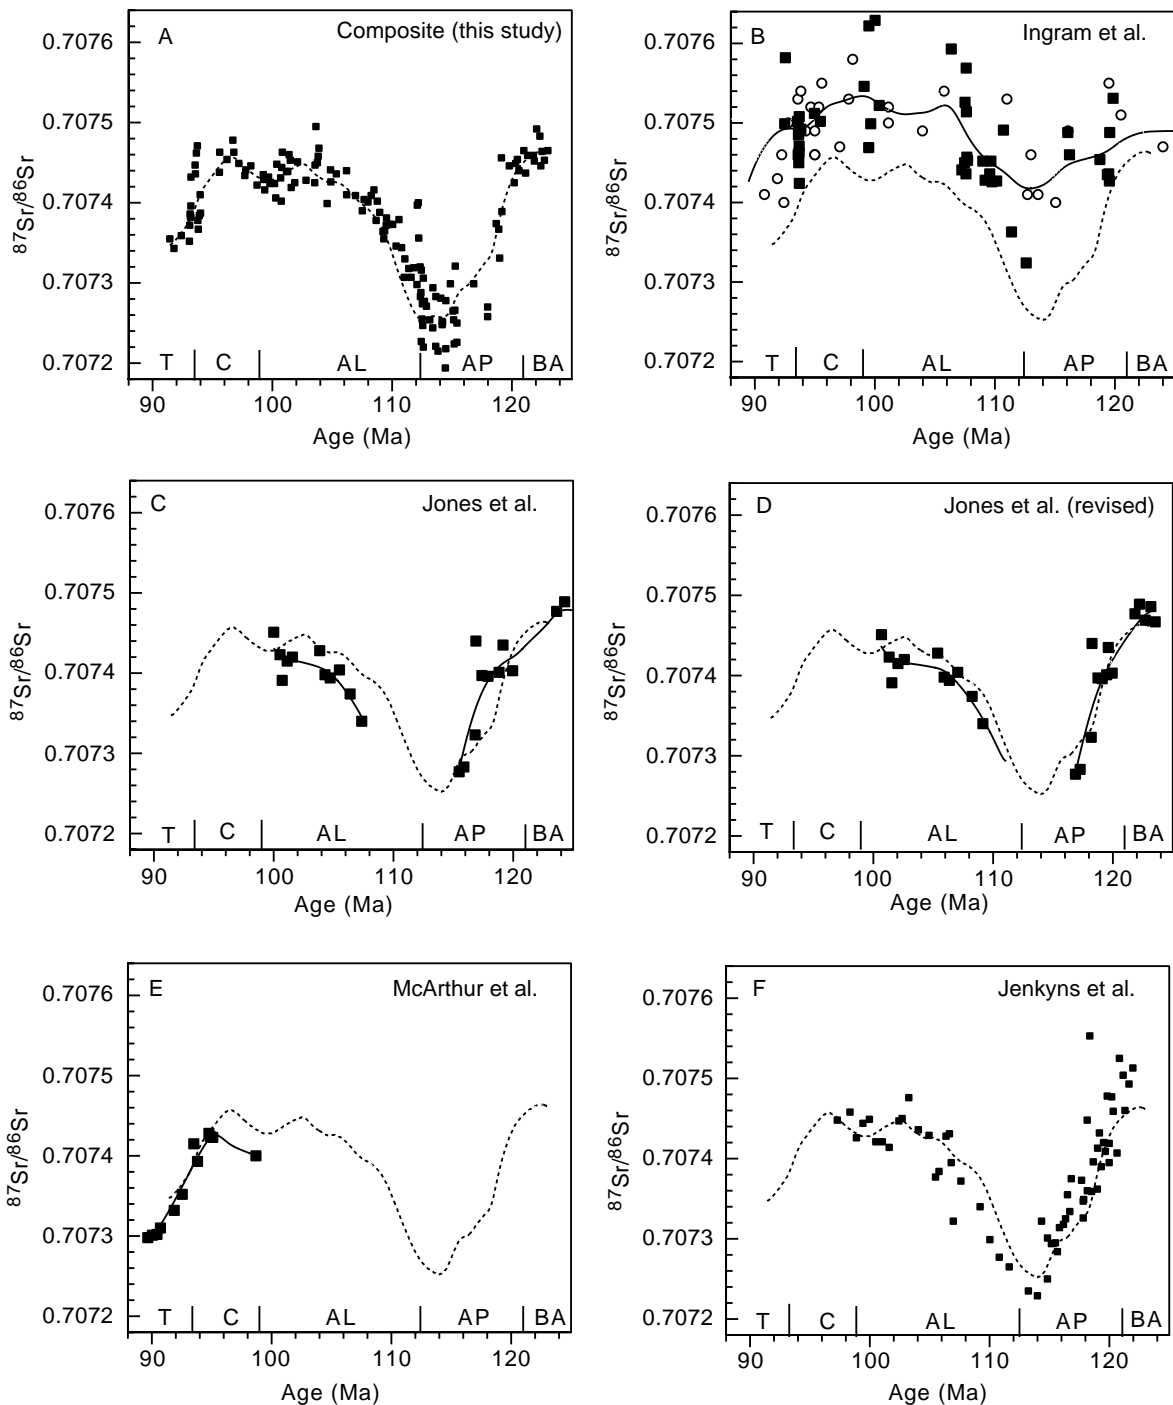 A
Composite (this study)
0.7076
0.7075
0.7074
0.7073
0.7072
87Sr/86Sr
T C AL AP BA
90 100 110 120
Age (Ma)
B
Ingram et al.
0.7076
0.7075
0.7074
0.7073
0.7072
87Sr/86Sr
T C AL AP BA
90 100 110 120
Age (Ma)
C
Jones et al.
0.7076
0.7075
0.7074
0.7073
0.7072
87Sr/86Sr
T C AL AP BA
90 100 110 120
Age (Ma)
D
Jones et al. (revised)
0.7076
0.7075
0.7074
0.7073
0.7072
87Sr/86Sr
T C AL AP BA
90 100 110 120
Age (Ma)
E
McArthur et al.
0.7076
0.7075
0.7074
0.7073
0.7072
87Sr/86Sr
T C AL AP BA
90 100 110 120
Age (Ma)
F
Jenkyns et al.
0.7076
0.7075
0.7074
0.7073
0.7072
87Sr/86Sr
T C AL AP BA
90 100 110 120
Age (Ma)